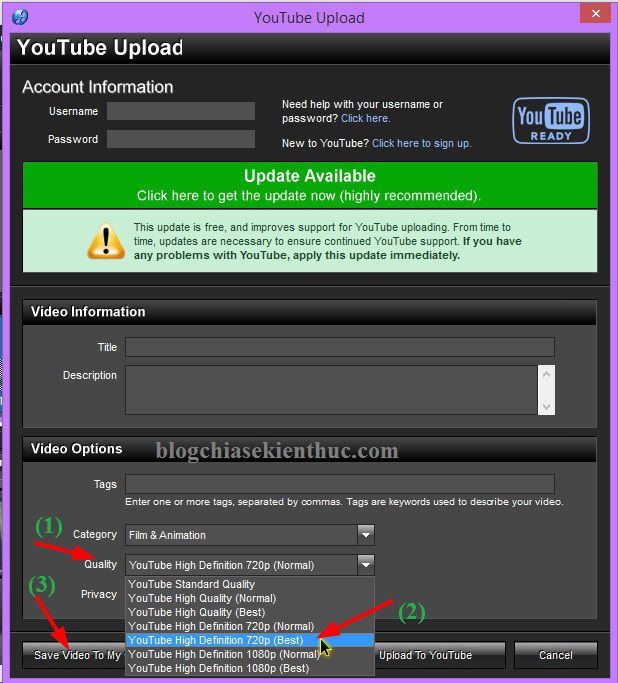 YouTube Upload
YouTube Upload
Account Information
Username
Need help with your username or
password? Click here.
Password
New to YouTube? Click here to sign up.
You Tube
READY
Update Available
Click here to get the update now (highly recommended).
This update is free, and improves support for YouTube uploading. From time to
time, updates are necessary to ensure continued YouTube support. If you have
any problems with YouTube, apply this update immediately.
Video Information
Title
Description
Video Options
blogchiasekienthuc.com
Tags
Enter one or more tags, separated by commas. Tags are keywords used to describe your video.
(1)
Category
Film & Animation
Quality
YouTube High Definition 720p (Normal)
(3)
Privacy
YouTube Standard Quality
YouTube High Quality (Normal)
YouTube High Quality (Best)
YouTube High Definition 720p (Normal)
YouTube High Definition 720p (Best)
YouTube High Definition 1080p (Normal)
YouTube High Definition 1080p (Best)
(2)
Save Video To My
Upload To YouTube
Cancel